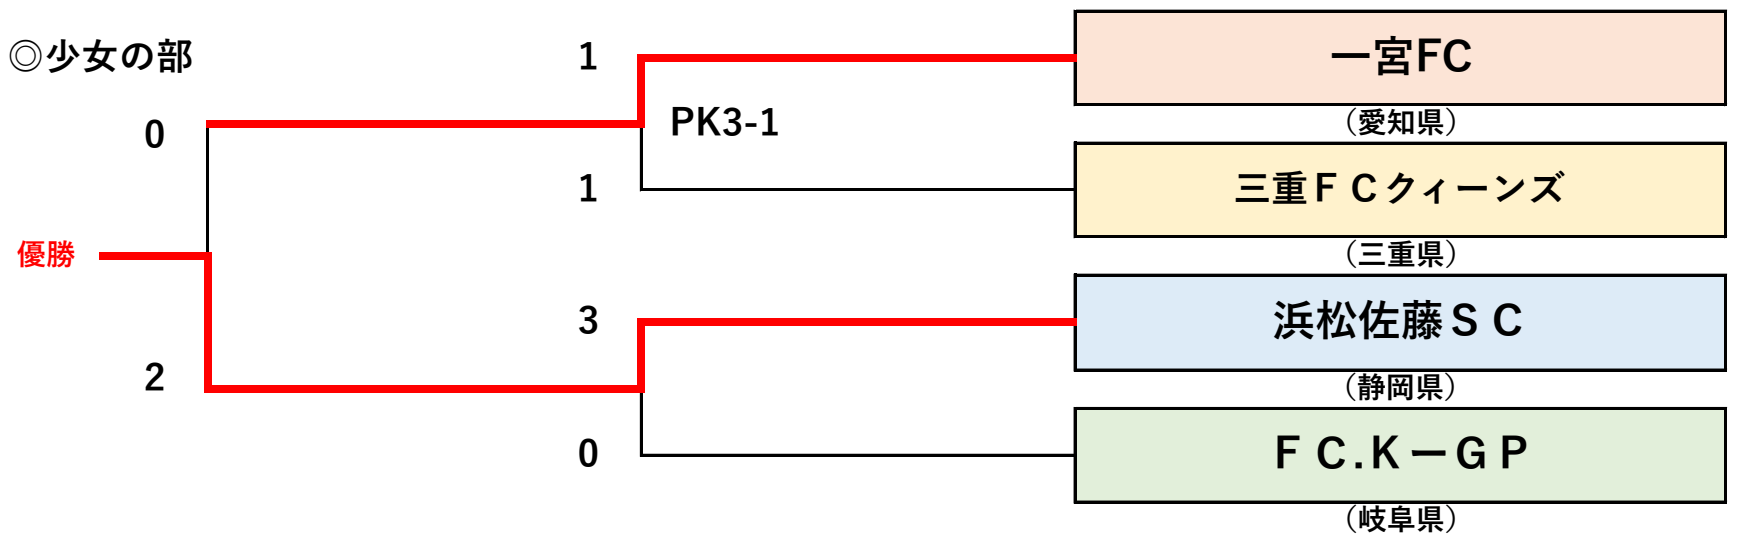 ◎少女の部
1
一宮FC
PK3-1
（愛知県）
0
1
三重ＦＣクィーンズ
（三重県）
優勝
3
浜松佐藤ＳＣ
（静岡県）
2
0
ＦＣ.Ｋ－ＧＰ
（岐阜県）